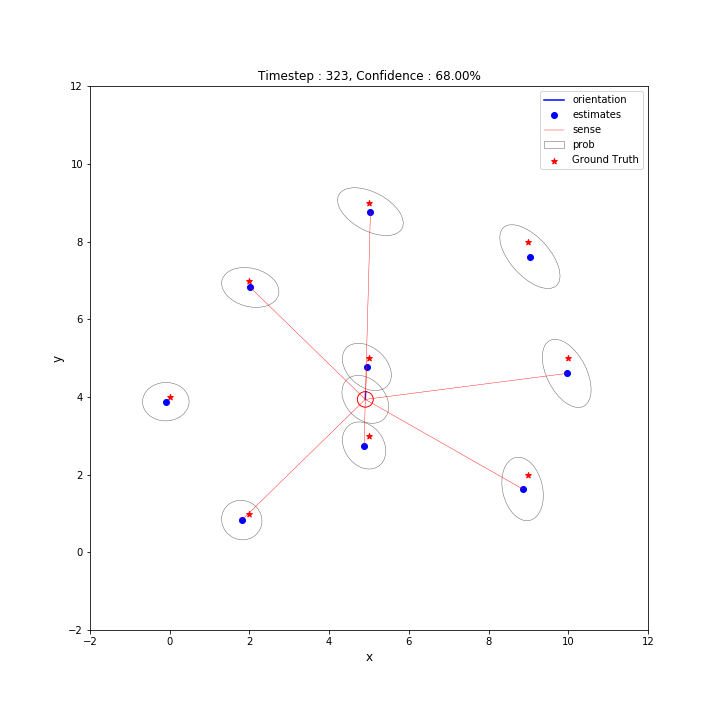 Timestep : 323, Confidence : 68.00%
orientation
estimates
sense
prob
Ground Truth
12
10
8
6
4
2
0
−2
y
−2 0 2 4 6 8 10 12
x